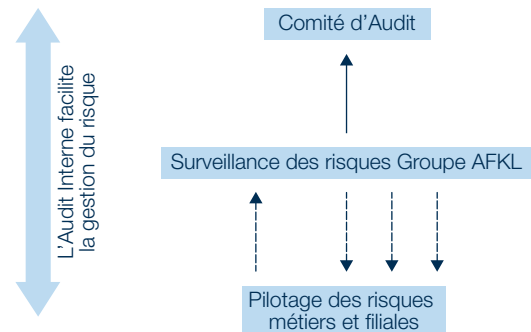 Comité d'Audit
L'Audit Interne facilite
la gestion du risque
Surveillance des risques Groupe AFKL
Pilotage des risques
métiers et filiales